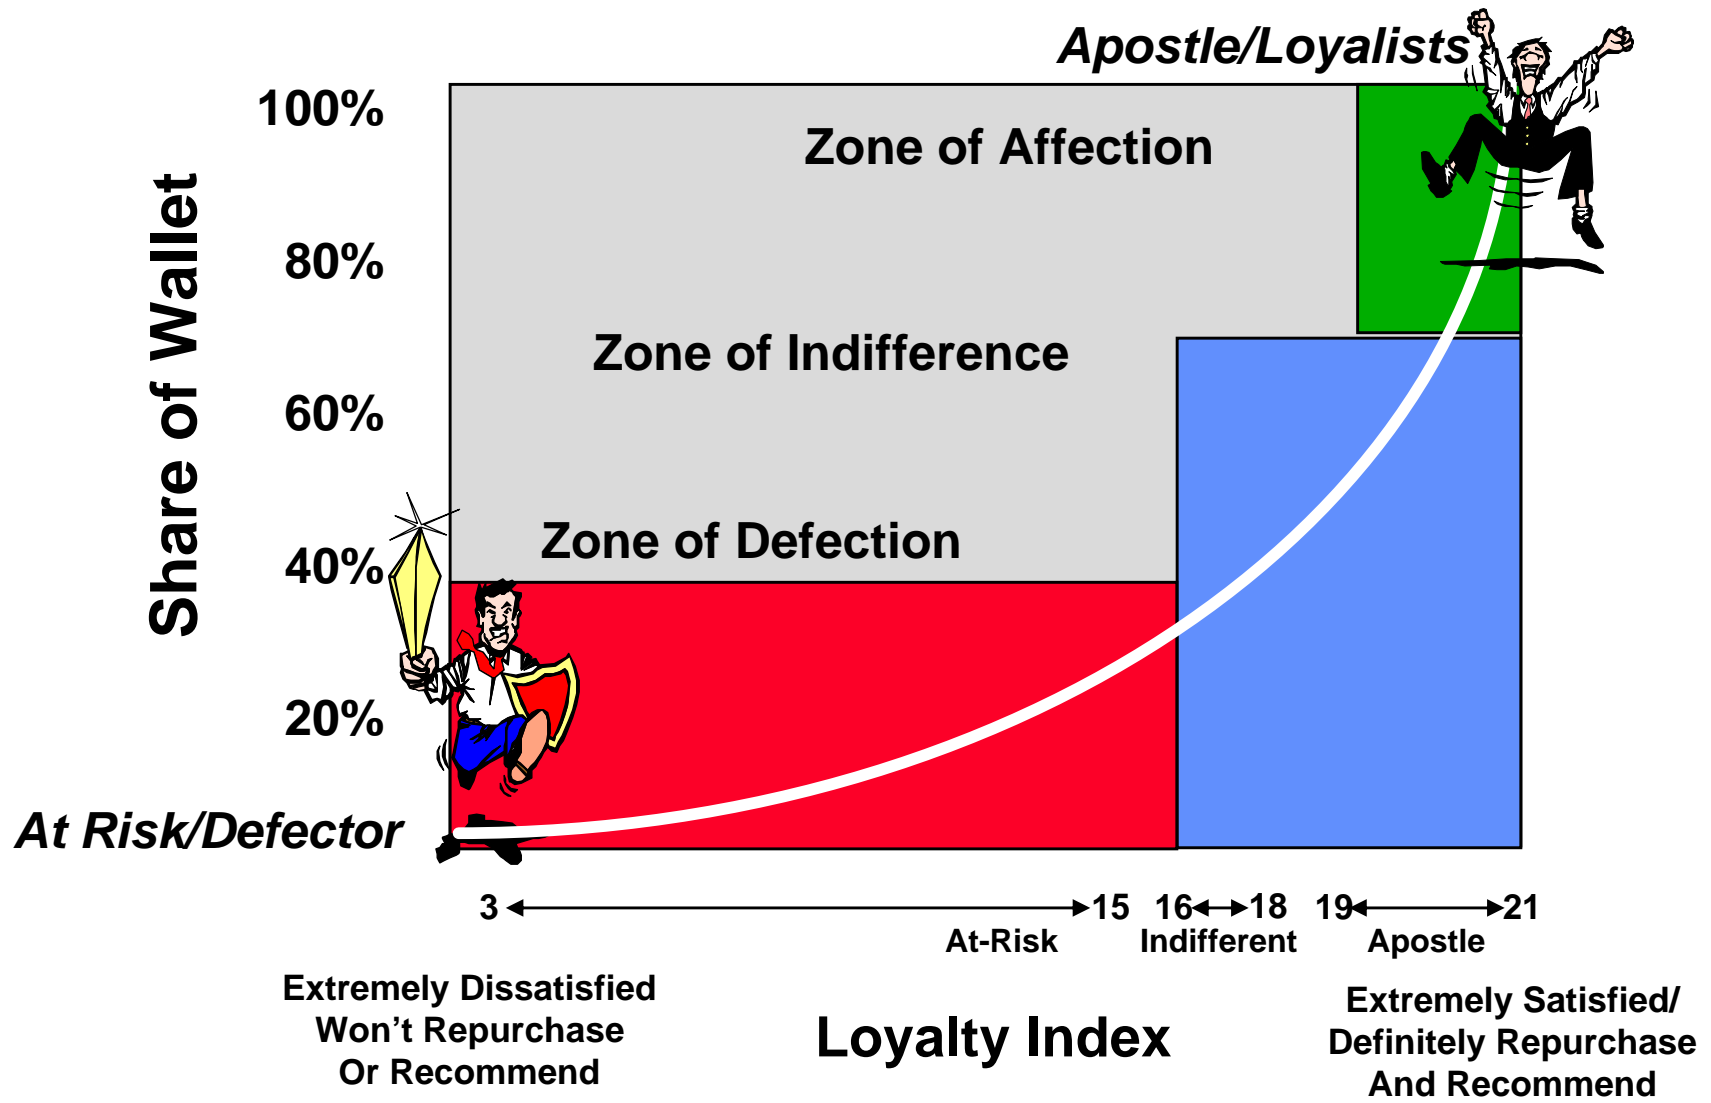 Apostle/Loyalists
100%
Zone of Affection
80%
Zone of Indifference
60%
Share of Wallet
Zone of Defection
40%
20%
At Risk/Defector
3
15
16
18
19
21
At-Risk
Indifferent
Apostle
Extremely Dissatisfied
Won’t Repurchase
Or Recommend
Loyalty Index
Extremely Satisfied/
Definitely Repurchase
And Recommend